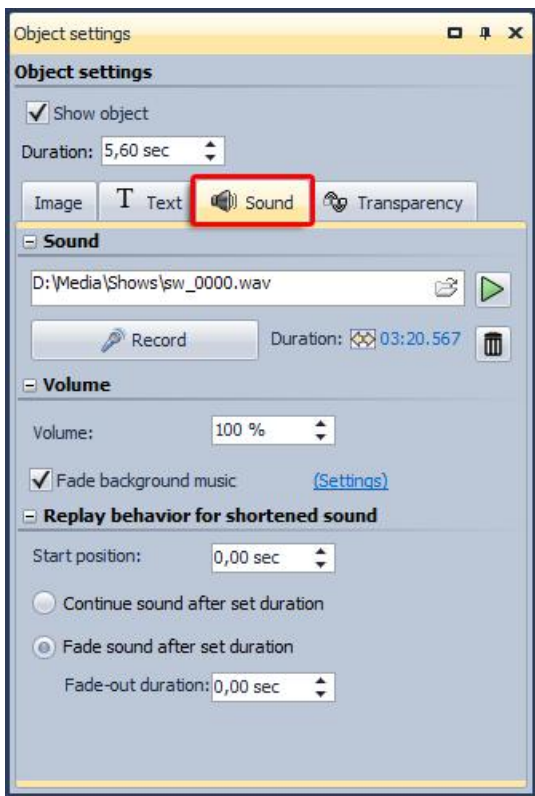 Object settings
Object settings
Show object
Duration: 5,60 sec
Image T Text Sound Transparency
Sound
D:\Media\Shows\sw_0000.wav
Record Duration: 03:20.567
Volume
Volume: 100 %
Fade background music (Settings)
Replay behavior for shortened sound
Start position: 0,00 sec
Continue sound after set duration
Fade sound after set duration
Fade-out duration: 0,00 sec